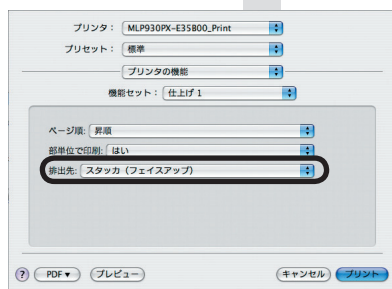 プリンタ： MLP930PX-E35B00_Print
プリセット： 標準
プリンタの機能
機能セット： 仕上げ 1
ページ順： 昇順
部単位で印刷： はい
排出先： スタッカ（フェイスアップ）
? PDF▼ プレビュー キャンセル プリント